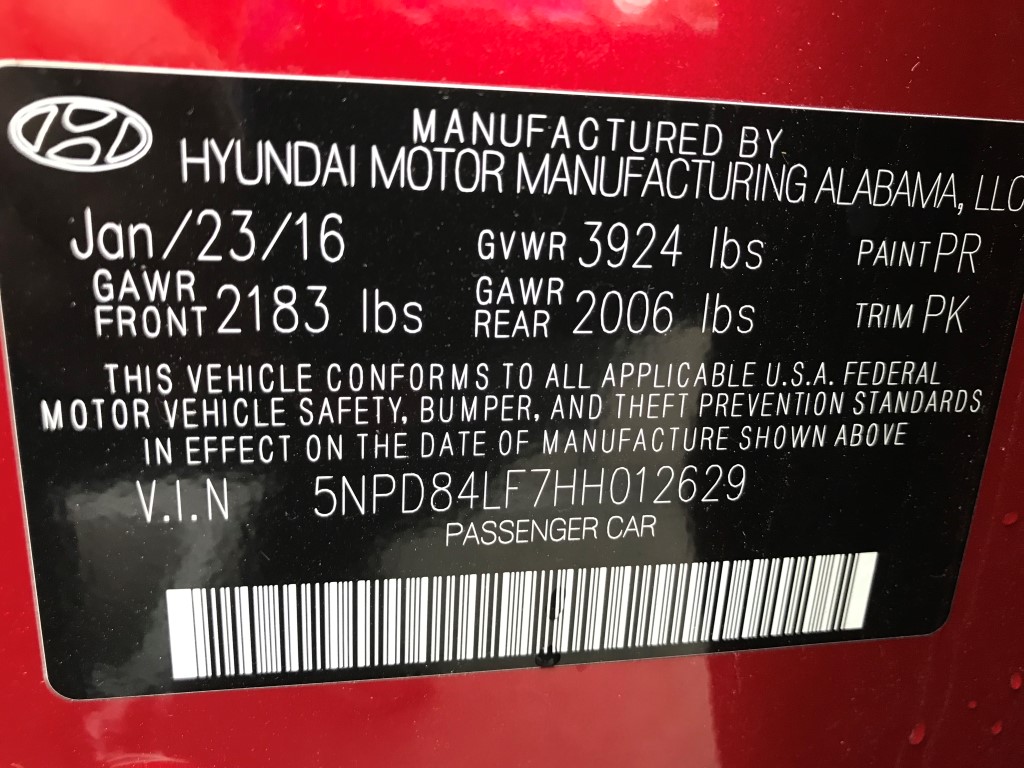 MANUFACTURED BY
HYUNDAI MOTOR MANUFACTURING ALABAMA, LLC
Jan/23/16 GVWR 3924 lbs PAINT PR
GAWR FRONT 2183 lbs GAWR REAR 2006 lbs TRIM PK
THIS VEHICLE CONFORMS TO ALL APPLICABLE U.S.A. FEDERAL
MOTOR VEHICLE SAFETY, BUMPER, AND THEFT PREVENTION STANDARDS
IN EFFECT ON THE DATE OF MANUFACTURE SHOWN ABOVE
V.I.N 5NPD84LF7HH012629
PASSENGER CAR